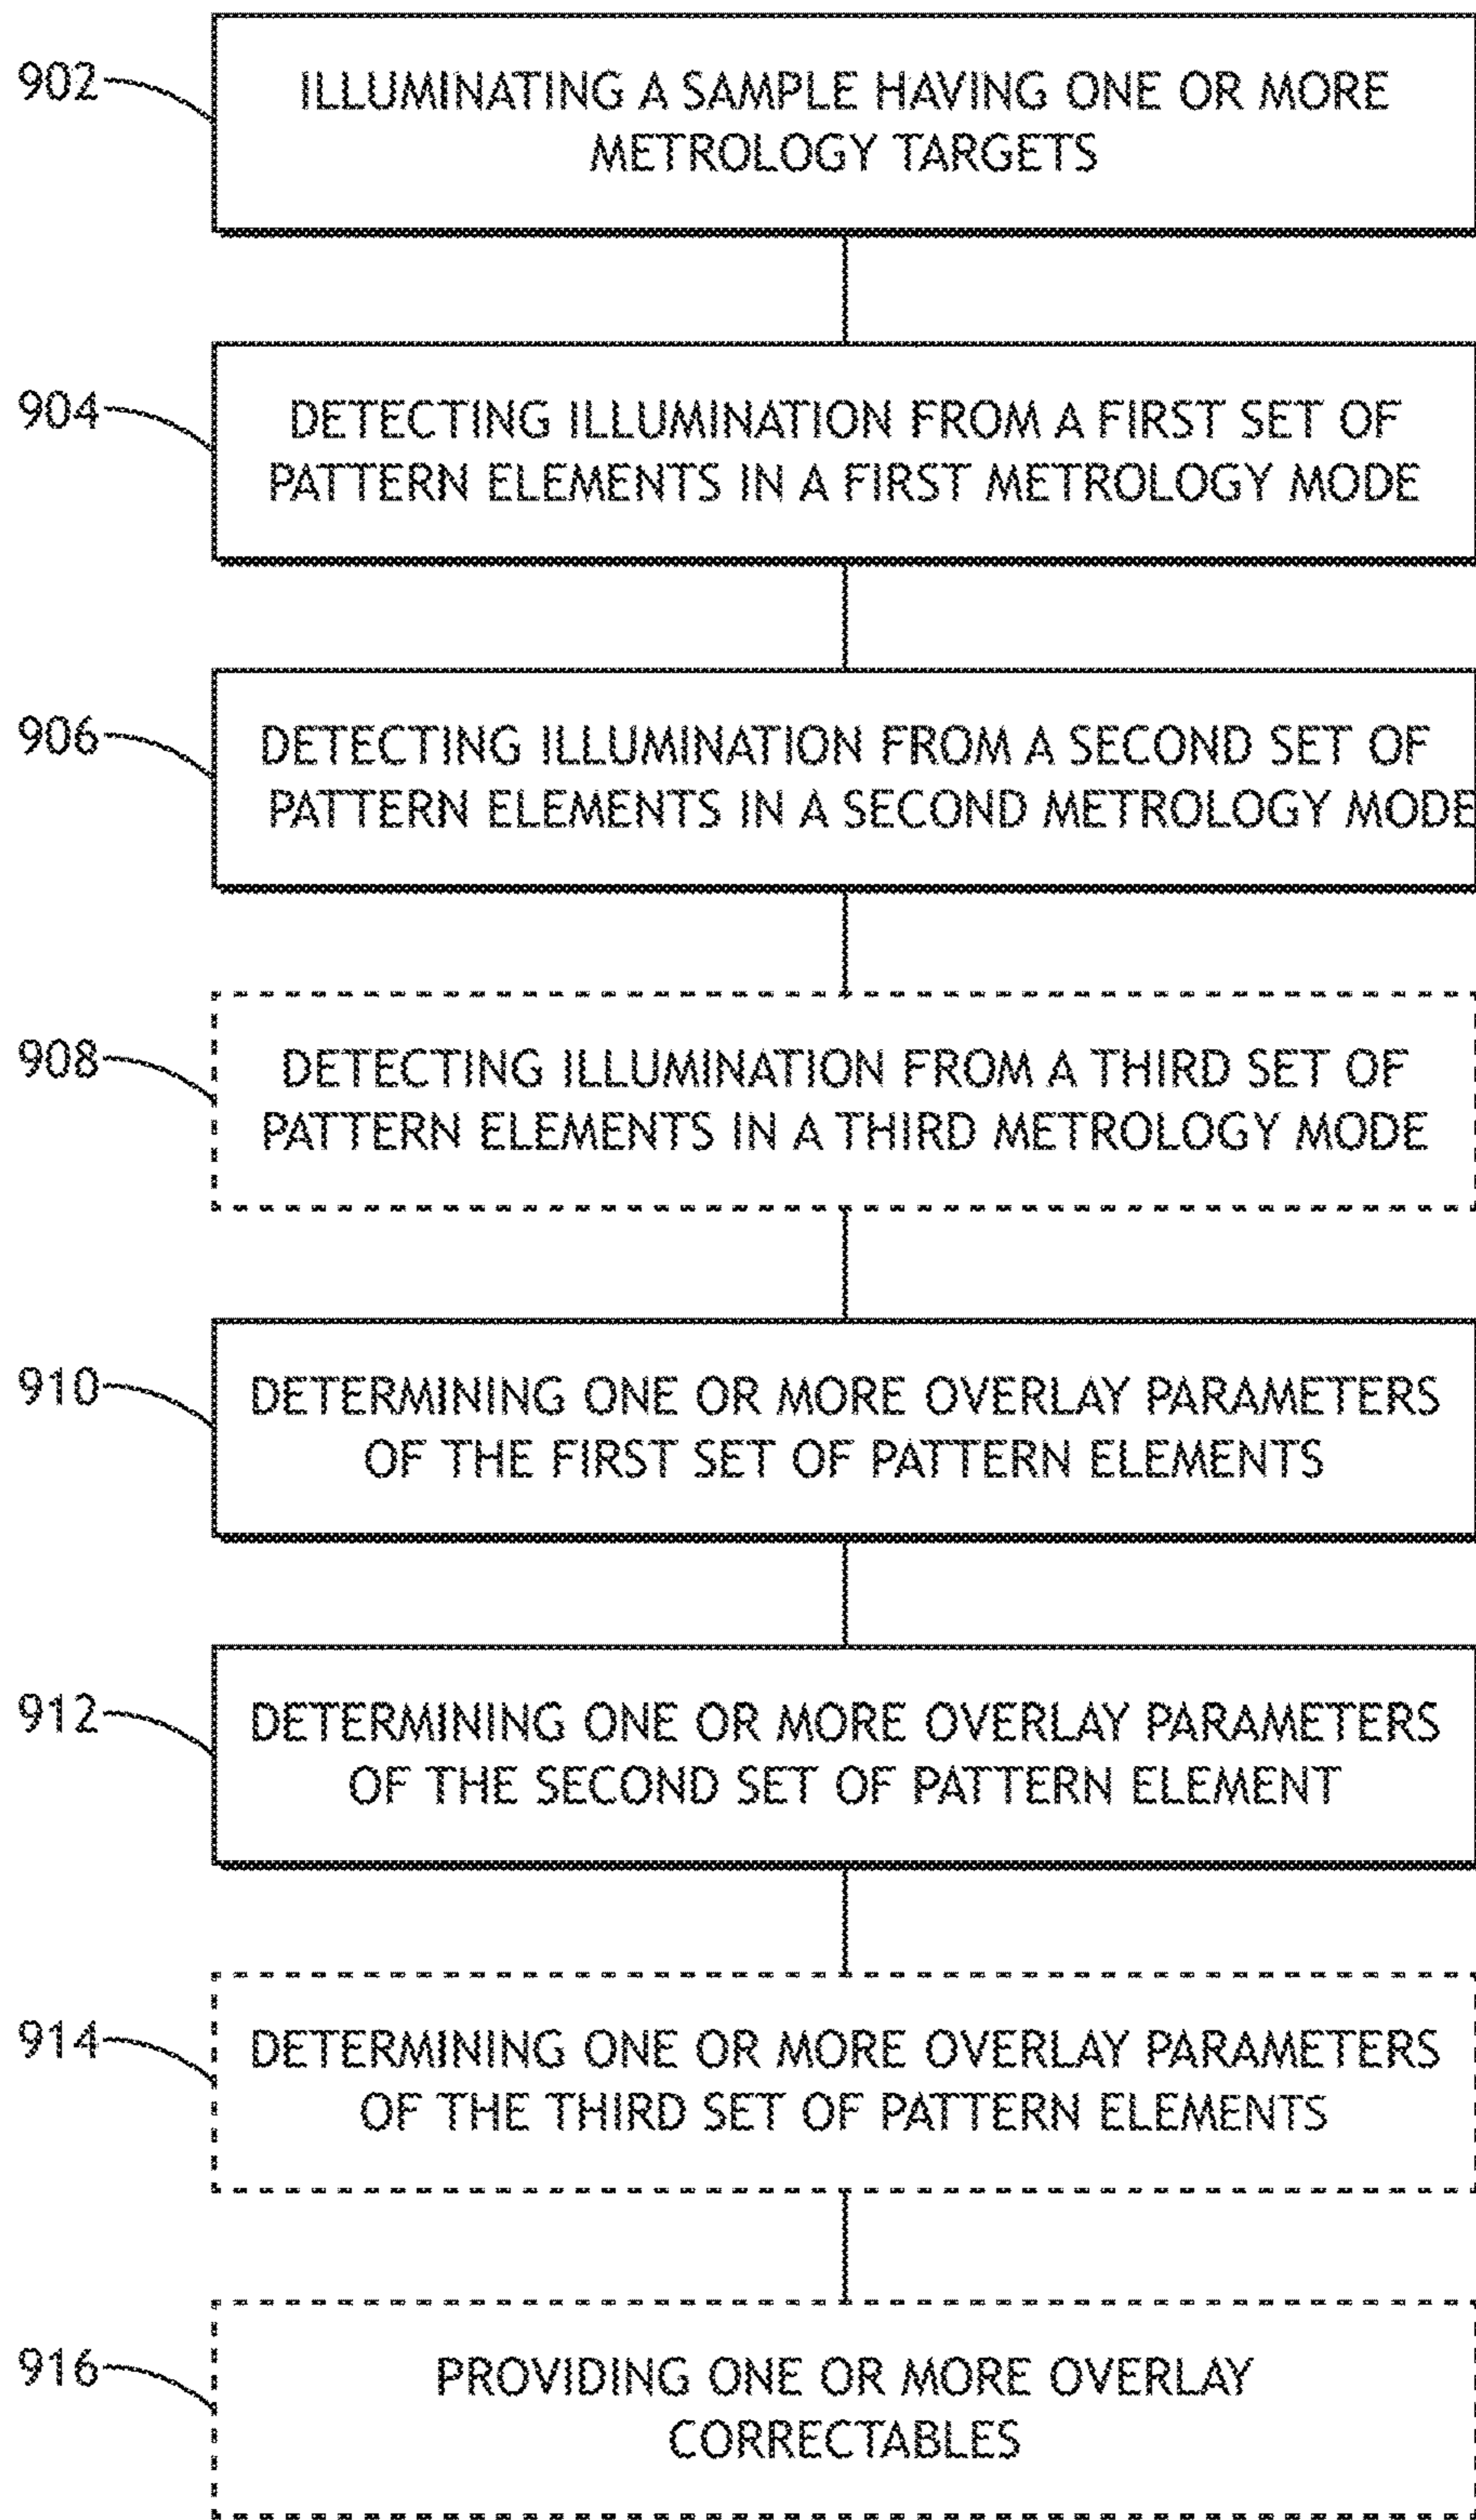 902
ILLUMINATING A SAMPLE HAVING ONE OR MORE
METROLOGY TARGETS
904
DETECTING ILLUMINATION FROM A FIRST SET OF
PATTERN ELEMENTS IN A FIRST METROLOGY MODE
906
DETECTING ILLUMINATION FROM A SECOND SET OF
PATTERN ELEMENTS IN A SECOND METROLOGY MODE
908
DETECTING ILLUMINATION FROM A THIRD SET OF
PATTERN ELEMENTS IN A THIRD METROLOGY MODE
910
DETERMINING ONE OR MORE OVERLAY PARAMETERS
OF THE FIRST SET OF PATTERN ELEMENTS
912
DETERMINING ONE OR MORE OVERLAY PARAMETERS
OF THE SECOND SET OF PATTERN ELEMENT
914
DETERMINING ONE OR MORE OVERLAY PARAMETERS
OF THE THIRD SET OF PATTERN ELEMENTS
916
PROVIDING ONE OR MORE OVERLAY
CORRECTABLES